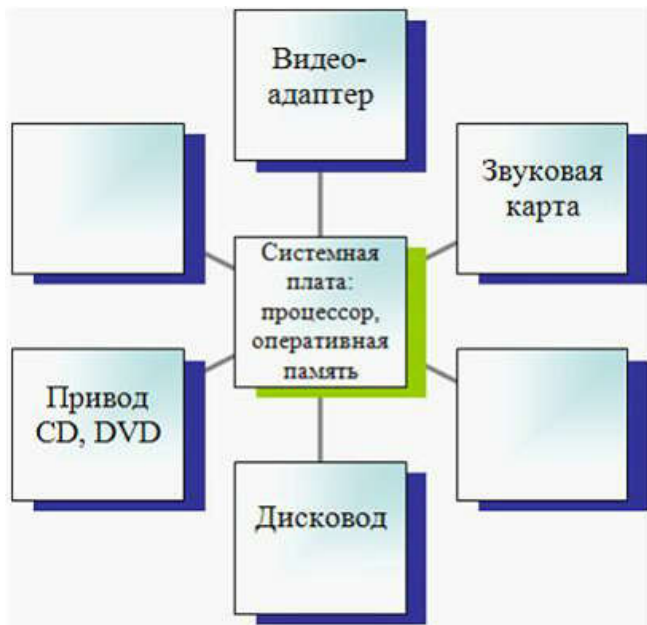 Видео-
адаптер
Звуковая
карта
Системная
плата:
процессор,
оперативная
память
Привод
CD, DVD
Дисковод